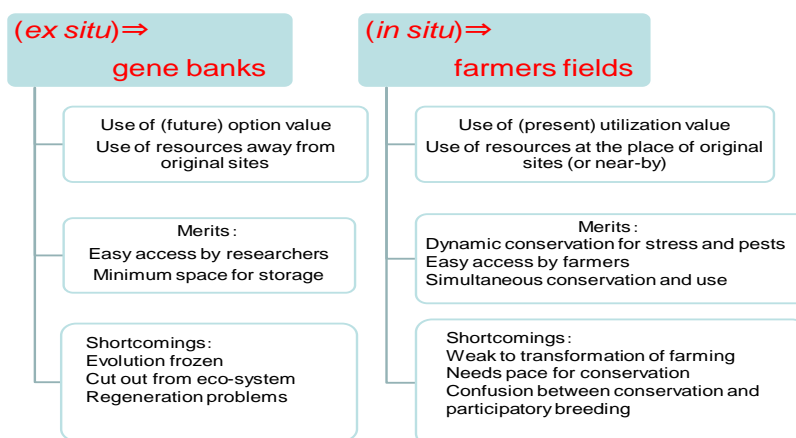 (ex situ)⇒
gene banks
Use of (future) option value
Use of resources away from
original sites
Merits：
Easy access by researchers
Minimum space for storage
Shortcomings：
Evolution frozen
Cut out from eco-system
Regeneration problems
(in situ)⇒
farmers fields
Use of (present) utilization value
Use of resources at the place of original
sites (or near-by)
Merits：
Dynamic conservation for stress and pests
Easy access by farmers
Simultaneous conservation and use
Shortcomings：
Weak to transformation of farming
Needs pace for conservation
Confusion between conservation and
participatory breeding